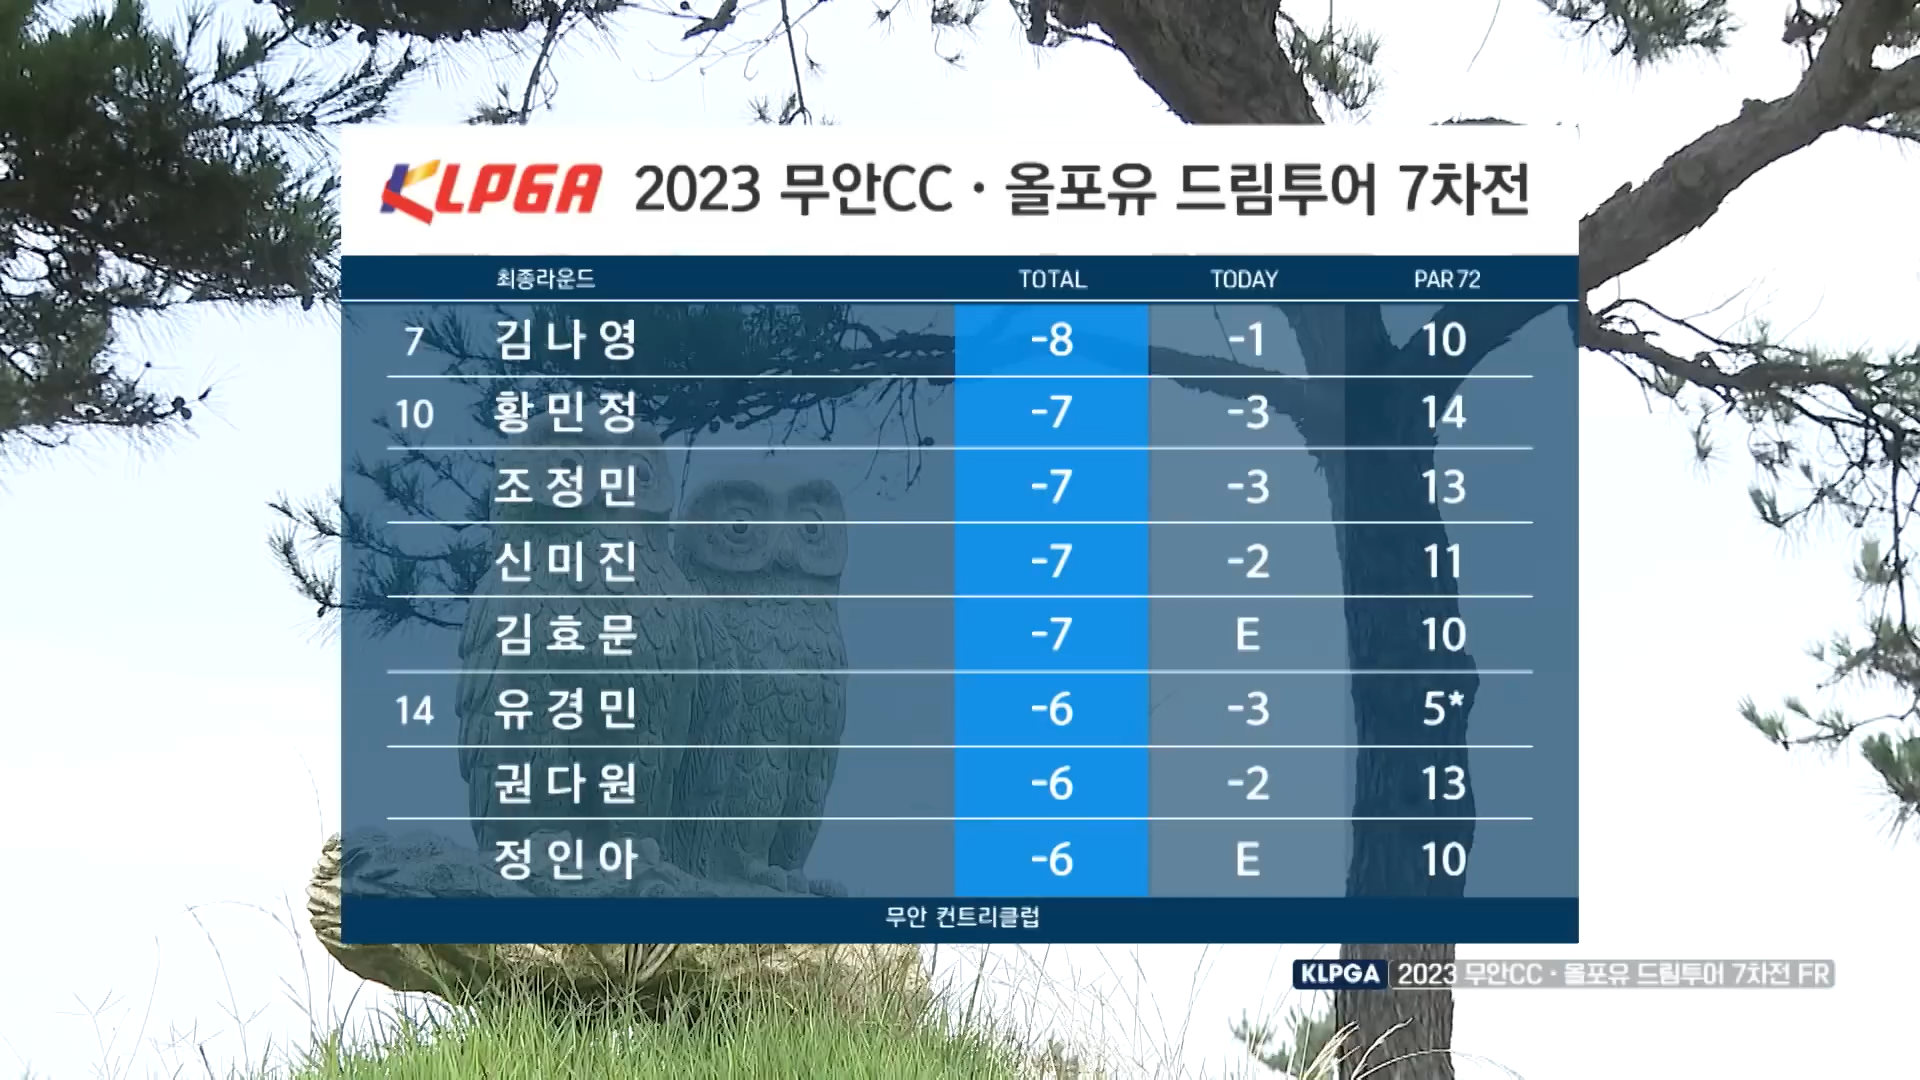 KLPGA 2023 무안CC · 올포유 드림투어 7차전
최종라운드 TOTAL TODAY PAR 72
7 김나영 -8 -1 10
10 황민정 -7 -3 14
조정민 -7 -3 13
신미진 -7 -2 11
김효문 -7 E 10
14 유경민 -6 -3 5*
권다원 -6 -2 13
정인아 -6 E 10
무안 컨트리클럽
KLPGA 2023 무안CC · 올포유 드림투어 7차전 FR